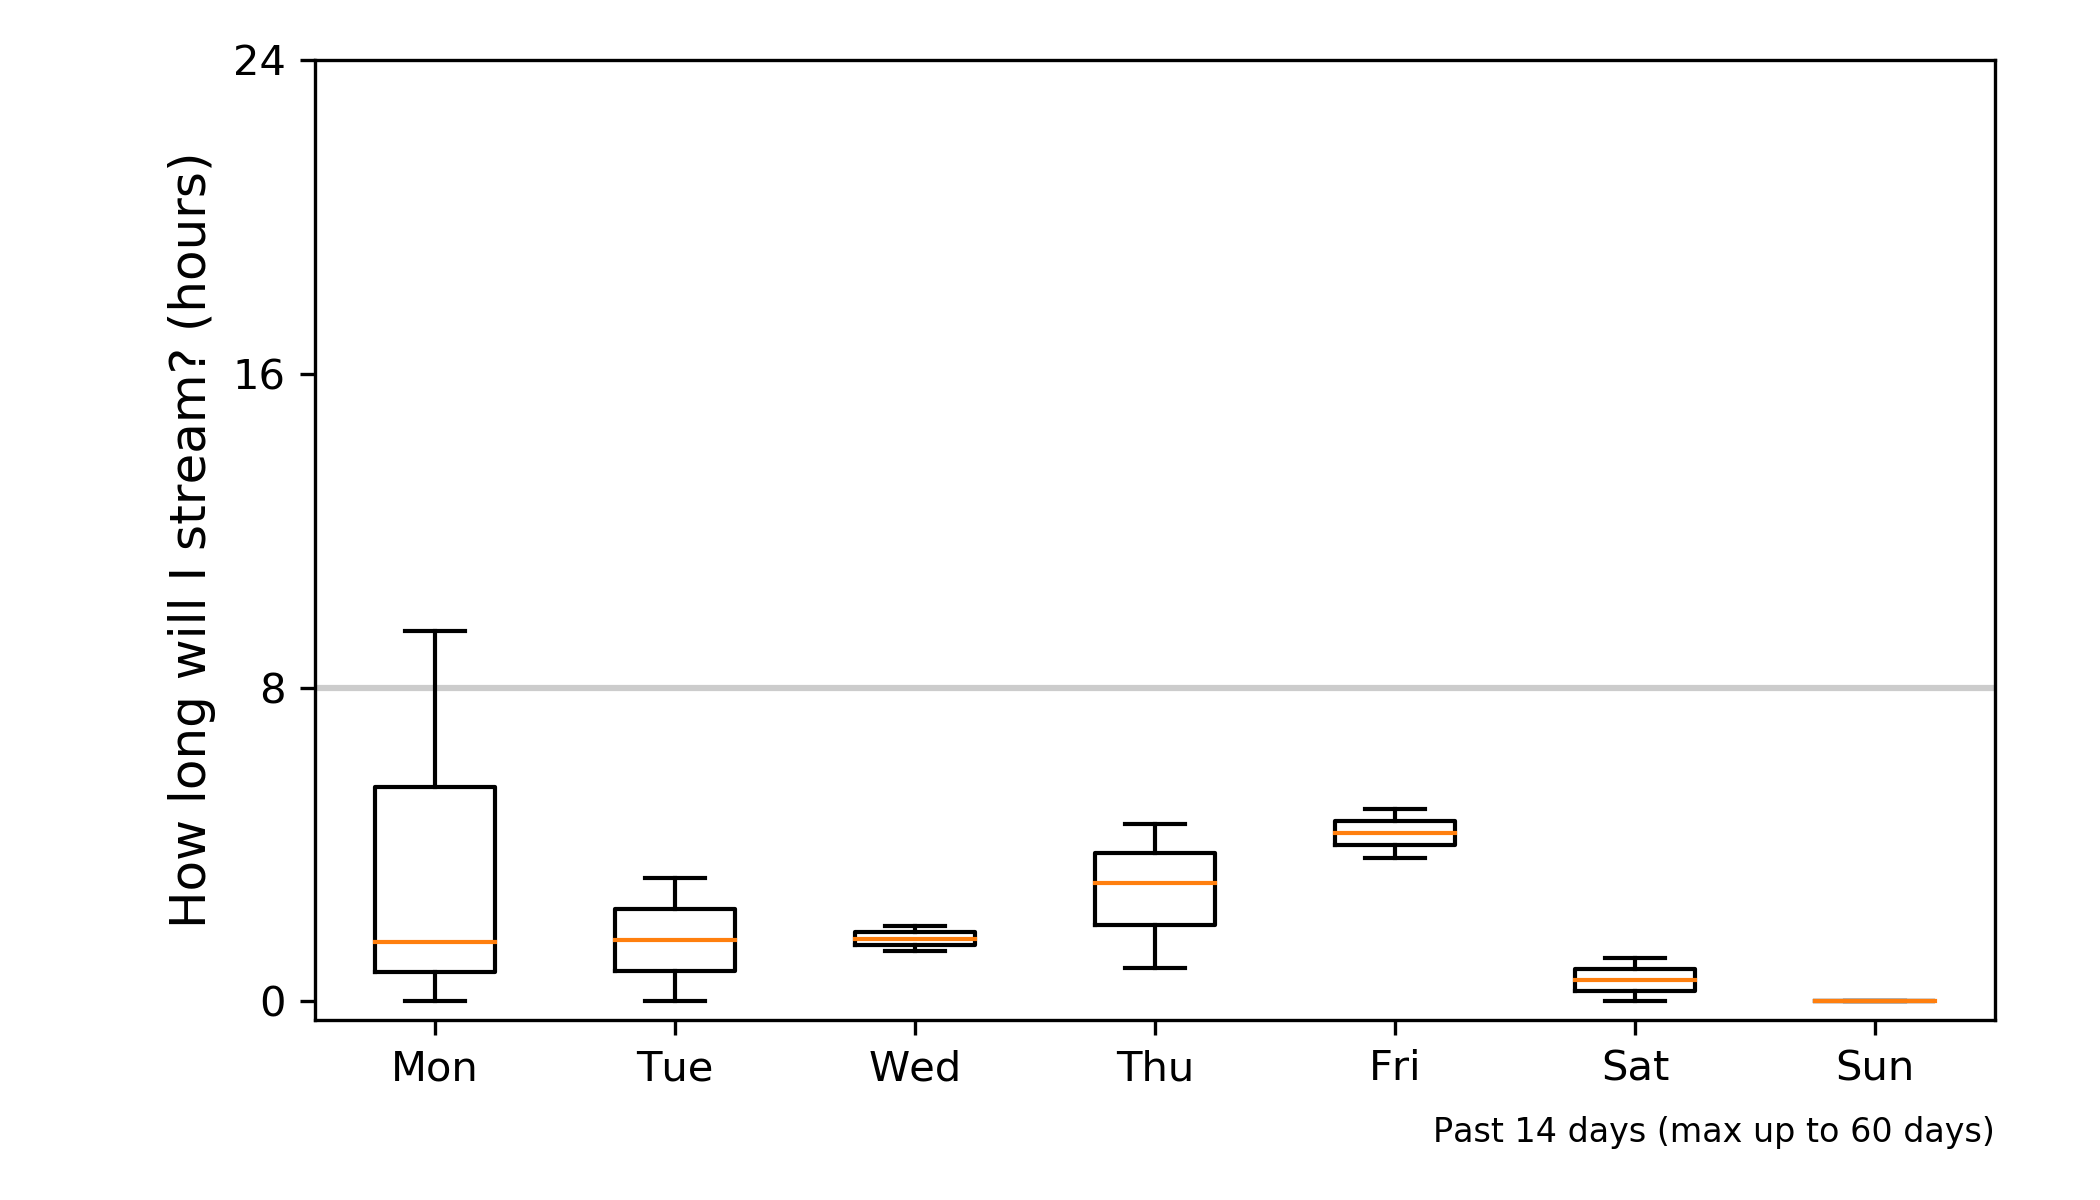 How long will I stream? (hours)
24
16
8
0
Mon Tue Wed Thu Fri Sat Sun
Past 14 days (max up to 60 days)